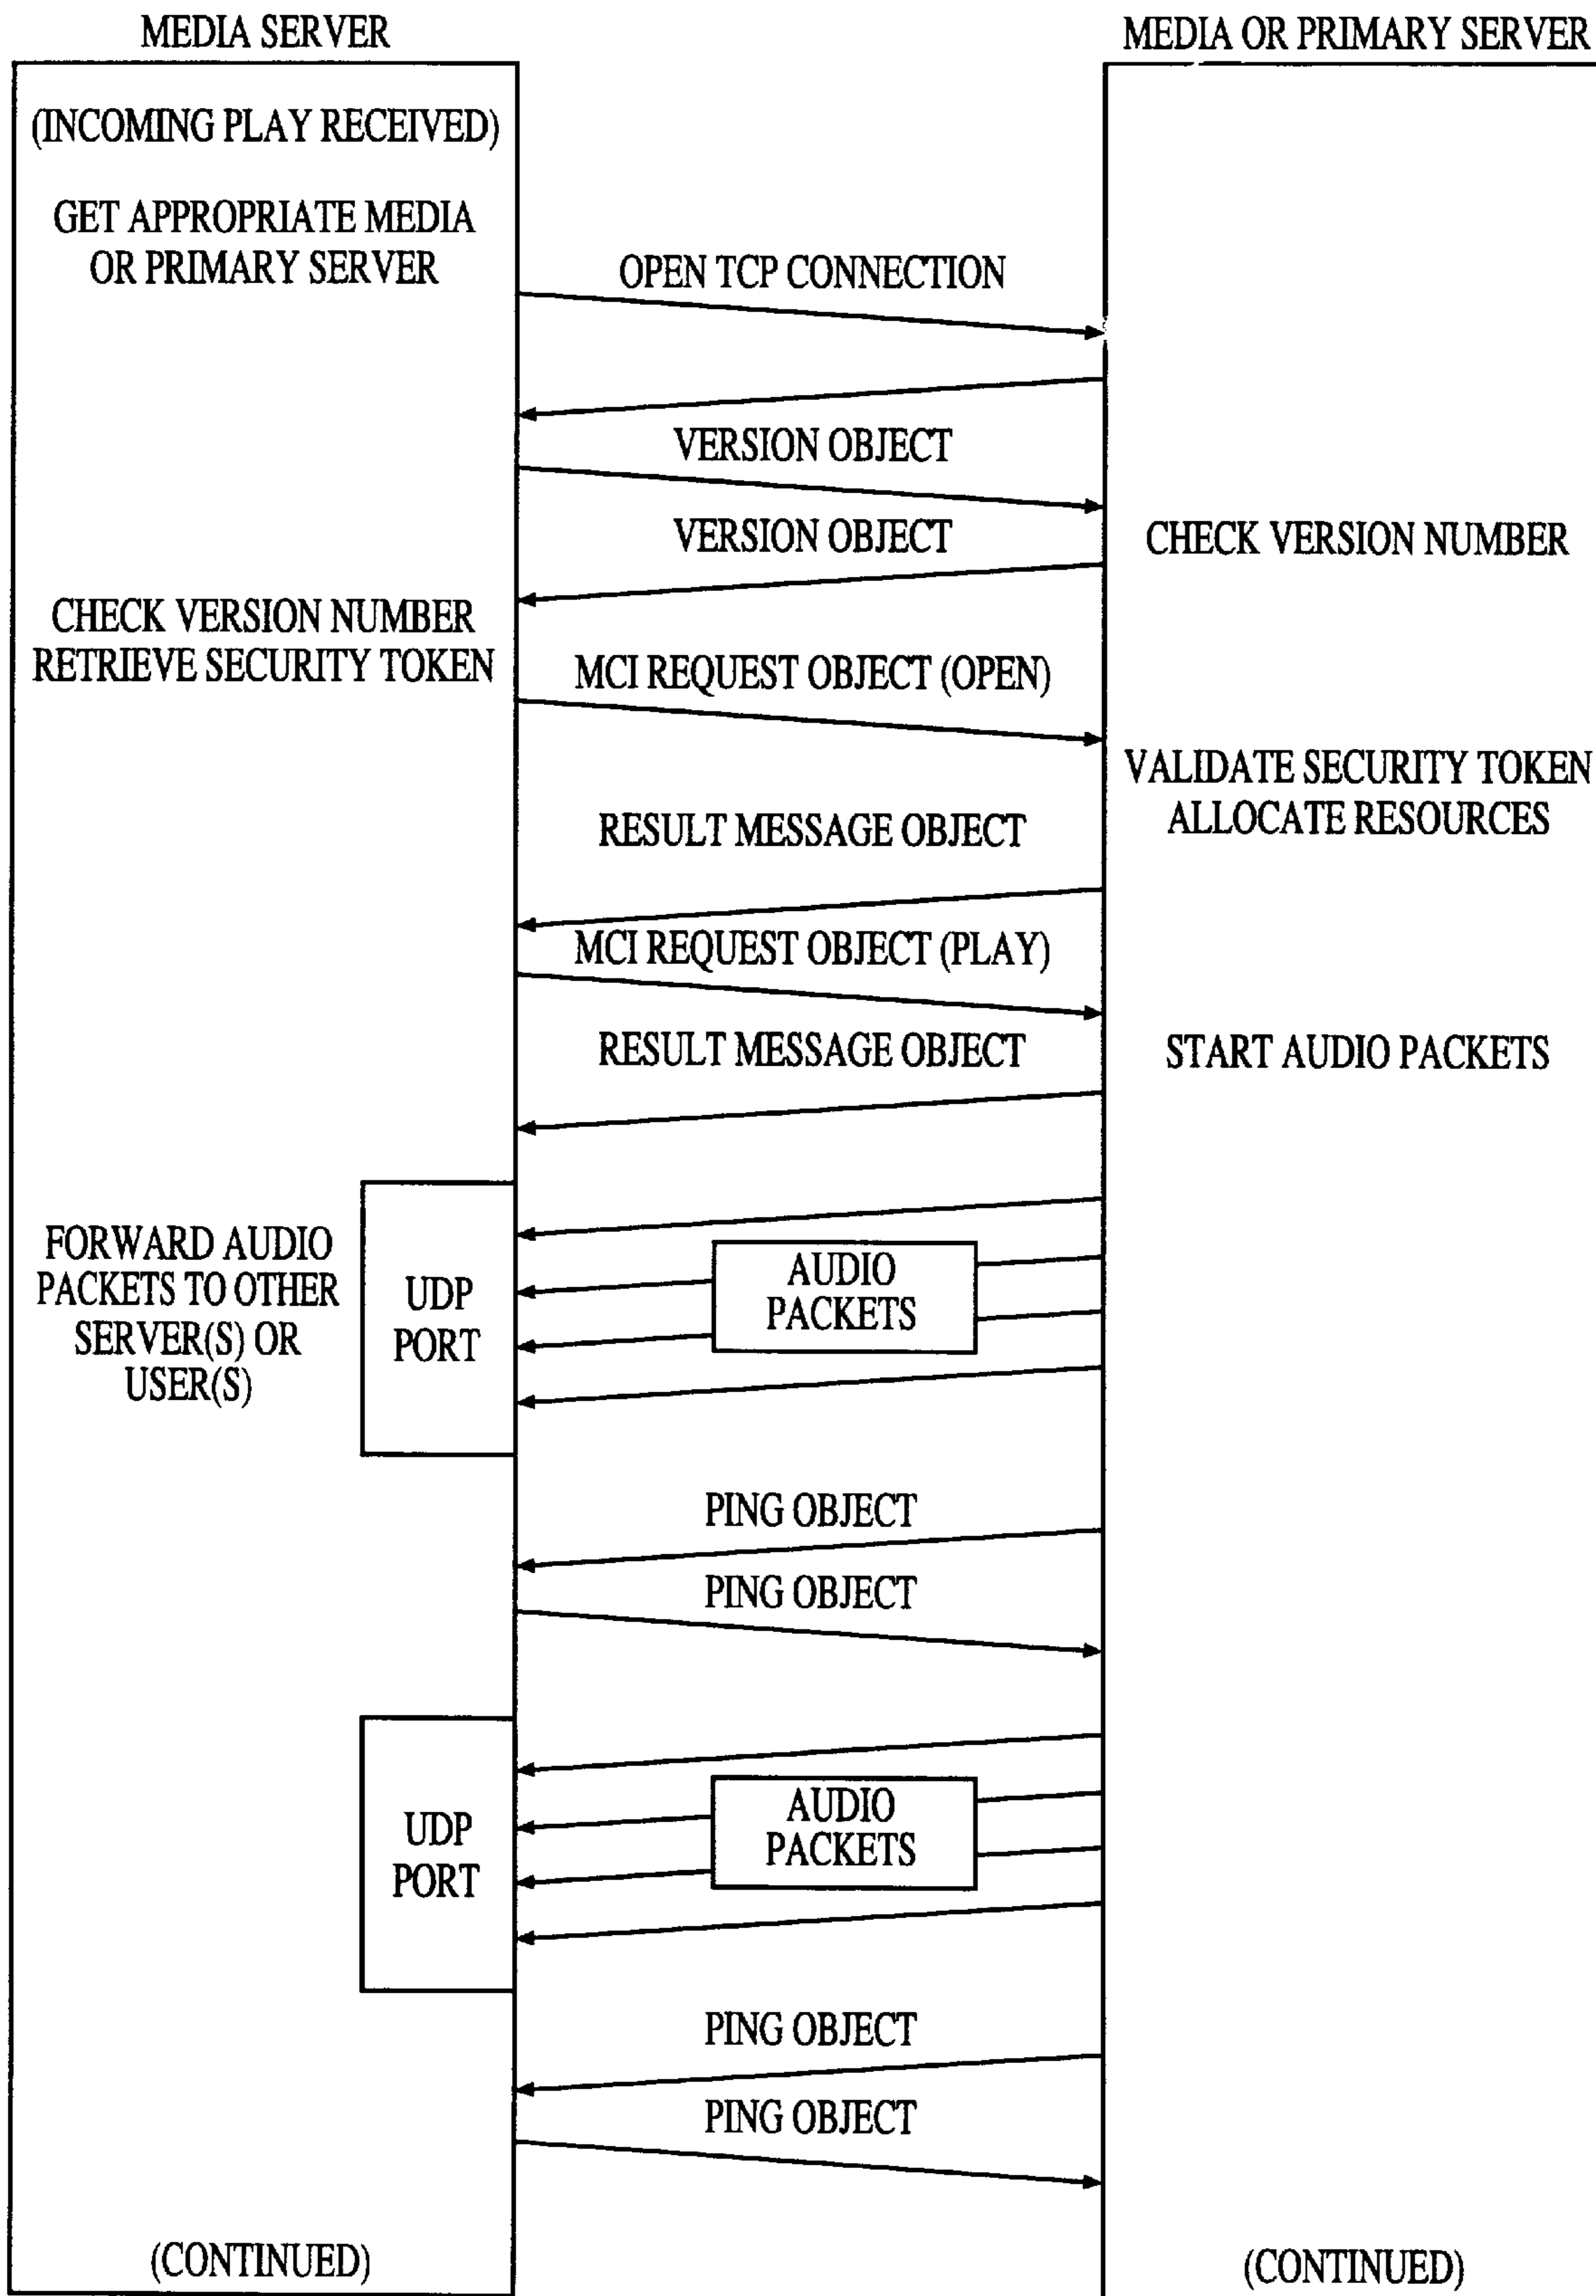 MEDIA SERVER
MEDIA OR PRIMARY SERVER
(INCOMING PLAY RECEIVED)
GET APPROPRIATE MEDIA
OR PRIMARY SERVER
OPEN TCP CONNECTION
VERSION OBJECT
VERSION OBJECT
CHECK VERSION NUMBER
CHECK VERSION NUMBER
RETRIEVE SECURITY TOKEN
MCI REQUEST OBJECT (OPEN)
VALIDATE SECURITY TOKEN
ALLOCATE RESOURCES
RESULT MESSAGE OBJECT
MCI REQUEST OBJECT (PLAY)
RESULT MESSAGE OBJECT
START AUDIO PACKETS
FORWARD AUDIO
PACKETS TO OTHER
SERVER(S) OR
USER(S)
UDP
PORT
AUDIO
PACKETS
PING OBJECT
PING OBJECT
UDP
PORT
AUDIO
PACKETS
PING OBJECT
PING OBJECT
(CONTINUED)
(CONTINUED)